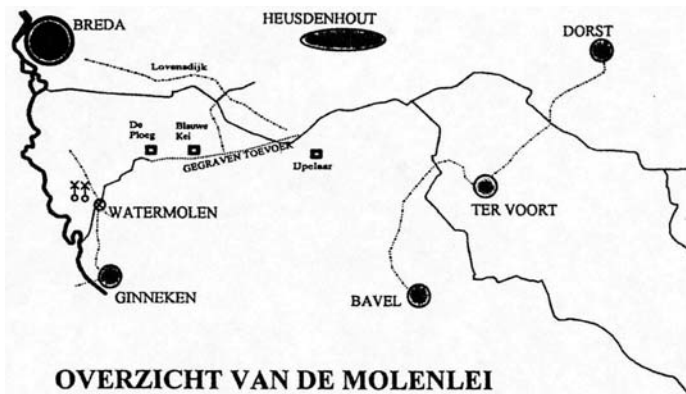 BREDA
HEUSDENHOUT
DORST
Lovensdijk
De
Ploeg
Blauwe
Kei
GEGRAVEN TOEVOER
IJpelaar
WATERMOLEN
TER VOORT
GINNEKEN
BAVEL
OVERZICHT VAN DE MOLENLEI